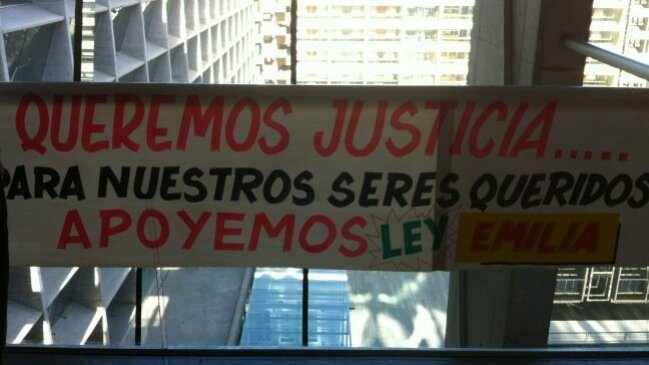 QUEREMOS JUSTICIA.....
PARA NUESTROS SERES QUERIDOS
APOYEMOS LEY EMILIA